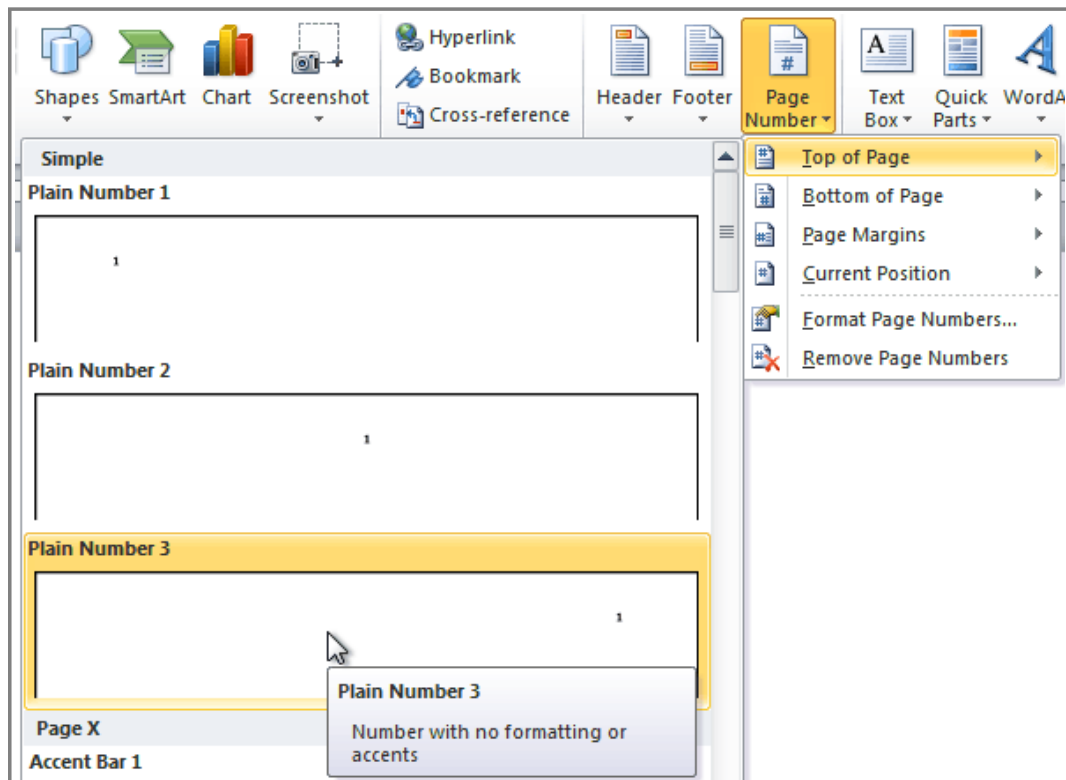 Shapes SmartArt Chart Screenshot
Hyperlink
Bookmark
Cross-reference
Header Footer
Page
Number
Text
Box
Quick
Parts
WordA
Simple
Plain Number 1
1
Plain Number 2
1
Plain Number 3
1
Plain Number 3
Number with no formatting or
accents
Page X
Accent Bar 1
Top of Page
Bottom of Page
Page Margins
Current Position
Format Page Numbers...
Remove Page Numbers